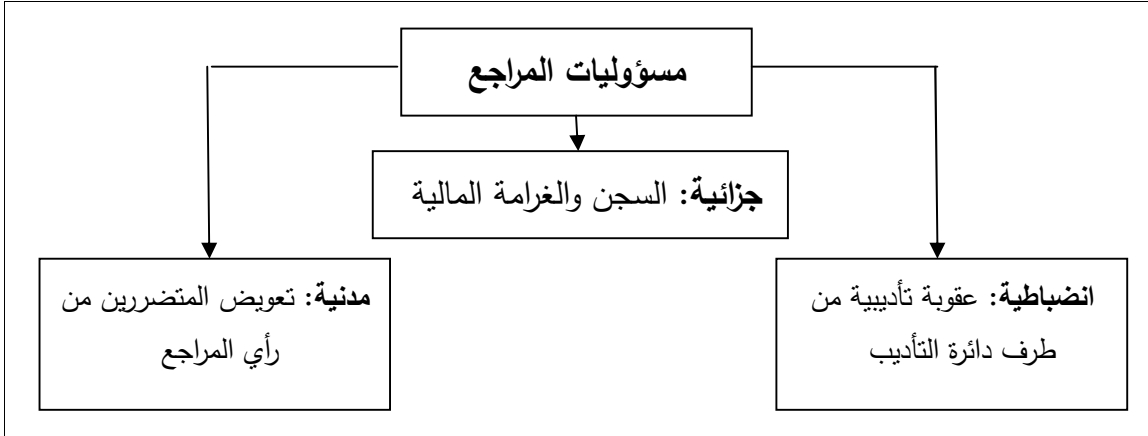 مسؤوليات المراجع
جزائية: السجن والغرامة المالية
انضباطية: عقوبة تأديبية من
طرف دائرة التأديب
مدنية: تعويض المتضررين من
رأي المراجع